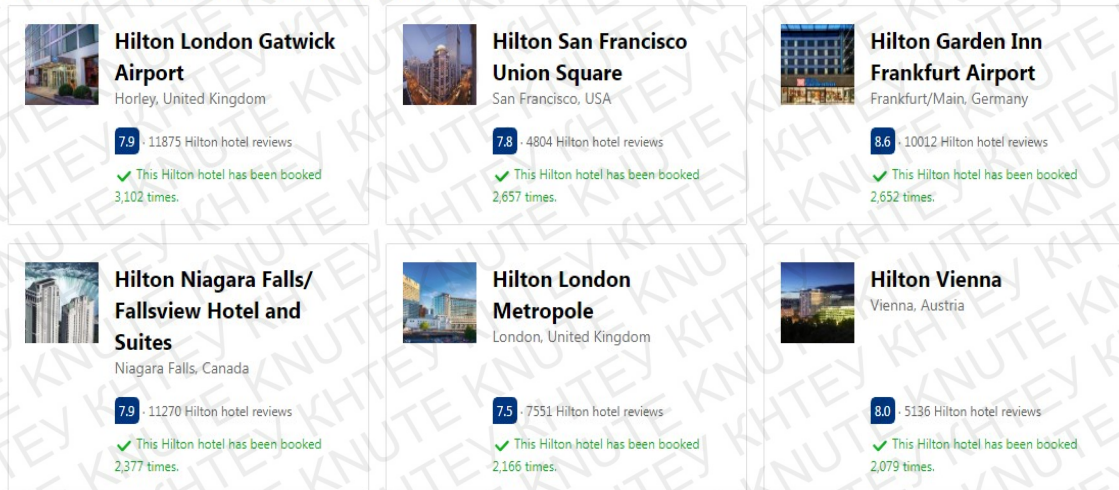 Hilton London Gatwick
Airport
Horley, United Kingdom
7.9 · 11875 Hilton hotel reviews
✓ This Hilton hotel has been booked
3,102 times.
Hilton San Francisco
Union Square
San Francisco, USA
7.8 · 4804 Hilton hotel reviews
✓ This Hilton hotel has been booked
2,657 times.
Hilton Garden Inn
Frankfurt Airport
Frankfurt/Main, Germany
8.6 · 10012 Hilton hotel reviews
✓ This Hilton hotel has been booked
2,652 times.
Hilton Niagara Falls/
Fallsview Hotel and
Suites
Niagara Falls, Canada
7.9 · 11270 Hilton hotel reviews
✓ This Hilton hotel has been booked
2,377 times.
Hilton London
Metropole
London, United Kingdom
7.5 · 7551 Hilton hotel reviews
✓ This Hilton hotel has been booked
2,166 times.
Hilton Vienna
Vienna, Austria
8.0 · 5136 Hilton hotel reviews
✓ This Hilton hotel has been booked
2,079 times.
KNUTE KHTEY